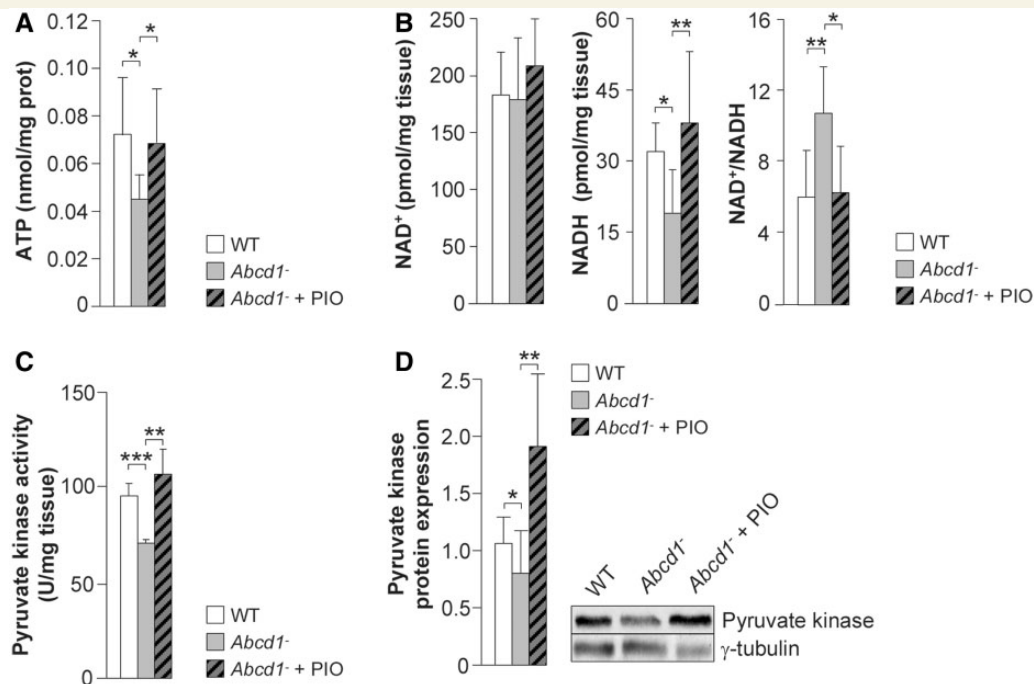 A
ATP (nmol/mg prot)
0.12
0.10
0.08
0.06
0.04
0.02
0
*
*
WT
Abcd1-
Abcd1- + PIO
B
NAD+ (pmol/mg tissue)
250
200
150
100
50
0
NADH (pmol/mg tissue)
60
45
30
15
0
*
**
NAD+/NADH
16
12
8
4
0
**
*
WT
Abcd1-
Abcd1- + PIO
C
Pyruvate kinase activity
(U/mg tissue)
150
100
50
0
***
**
WT
Abcd1-
Abcd1- + PIO
D
Pyruvate kinase
protein expression
2.5
2.0
1.5
1.0
0.5
0
*
**
WT
Abcd1-
Abcd1- + PIO
WT
Abcd1-
Abcd1- + PIO
Pyruvate kinase
γ-tubulin